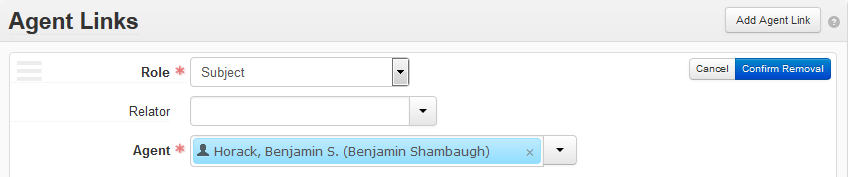 Agent Links
Add Agent Link ?
Role * Subject
Cancel Confirm Removal
Relator
Agent * Horack, Benjamin S. (Benjamin Shambaugh) ×